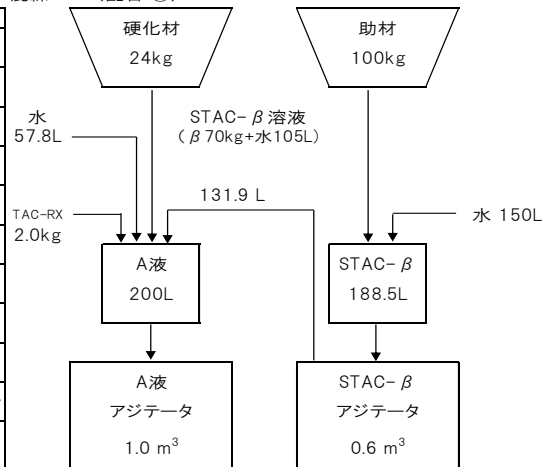 硬化材
24kg
助材
100kg
水
57.8L
STAC-β溶液
(β70kg+水105L)
131.9 L
TAC-RX
2.0kg
水 150L
A液
200L
STAC-β
188.5L
A液
アジテータ
1.0 m³
STAC-β
アジテータ
0.6 m³